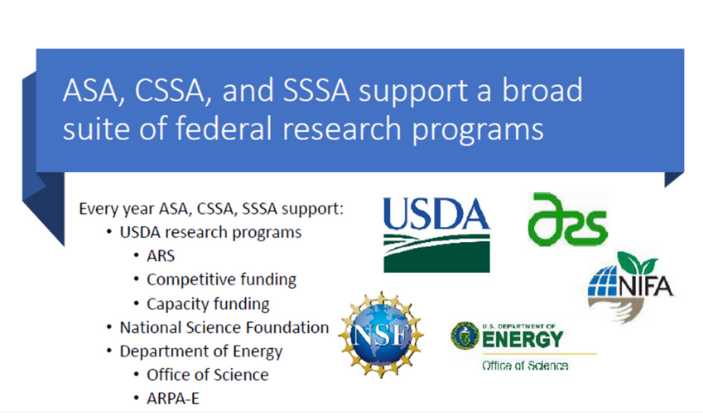 ASA, CSSA, and SSSA support a broad
suite of federal research programs
Every year ASA, CSSA, SSSA support:
• USDA research programs
• ARS
• Competitive funding
• Capacity funding
• National Science Foundation
• Department of Energy
• Office of Science
• ARPA-E
USDA
ars
NIFA
NSF
U.S. DEPARTMENT OF
ENERGY
Office of Science